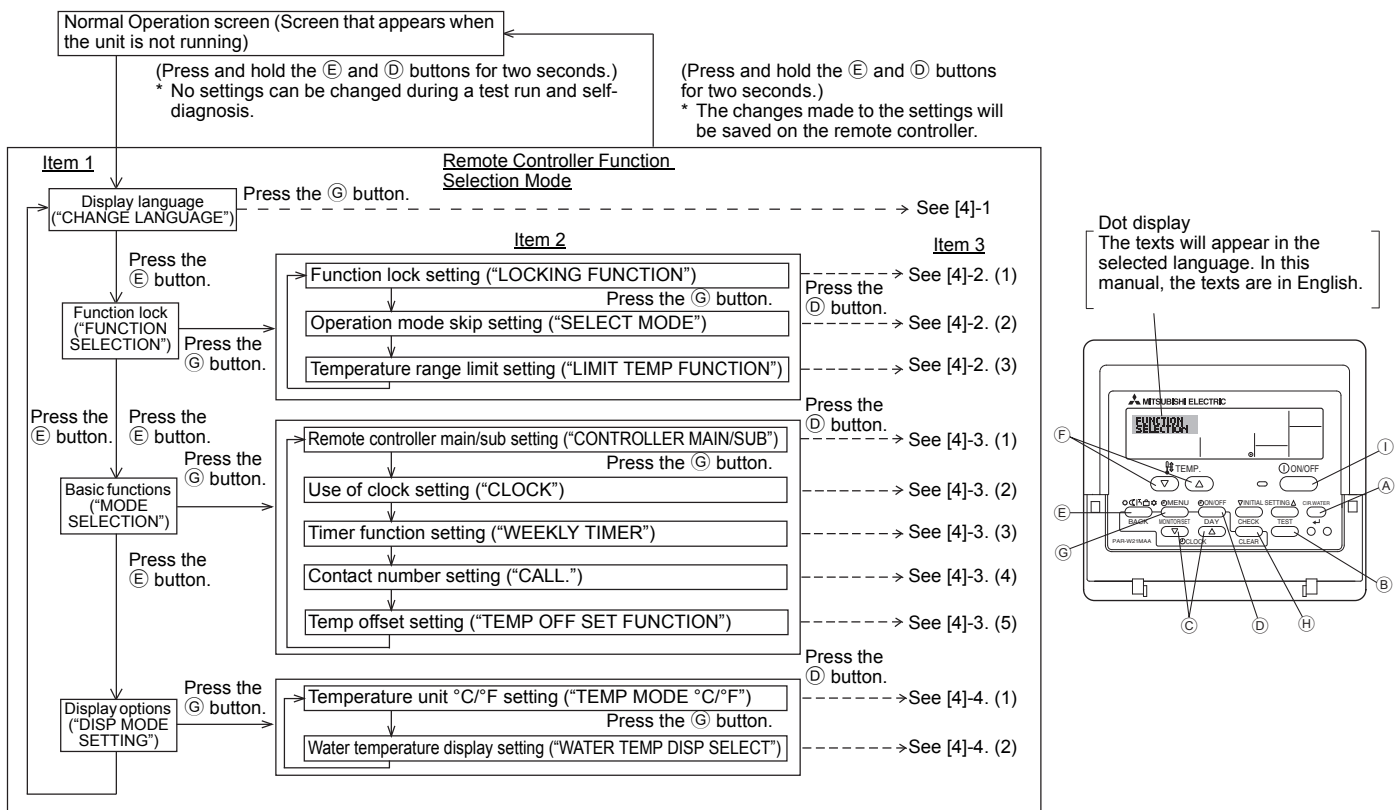 Normal Operation screen (Screen that appears when
the unit is not running)
(Press and hold the Ⓔ and Ⓓ buttons for two seconds.)
* No settings can be changed during a test run and self-
diagnosis.
(Press and hold the Ⓔ and Ⓓ buttons
for two seconds.)
* The changes made to the settings will
be saved on the remote controller.
Item 1
Remote Controller Function
Selection Mode
Display language
("CHANGE LANGUAGE")
Press the Ⓖ button.
See [4]-1
Press the
Ⓔ button.
Item 2
Item 3
Function lock
("FUNCTION
SELECTION")
Press the
Ⓖ button.
Function lock setting ("LOCKING FUNCTION")
Press the Ⓖ button.
Press the
Ⓓ button.
See [4]-2. (1)
Operation mode skip setting ("SELECT MODE")
See [4]-2. (2)
Temperature range limit setting ("LIMIT TEMP FUNCTION")
See [4]-2. (3)
Press the
Ⓔ button.
Press the
Ⓔ button.
Press the
Ⓖ button.
Basic functions
("MODE
SELECTION")
Press the
Ⓓ button.
Remote controller main/sub setting ("CONTROLLER MAIN/SUB")
See [4]-3. (1)
Press the Ⓖ button.
Use of clock setting ("CLOCK")
See [4]-3. (2)
Timer function setting ("WEEKLY TIMER")
See [4]-3. (3)
Press the
Ⓔ button.
Contact number setting ("CALL.")
See [4]-3. (4)
Temp offset setting ("TEMP OFF SET FUNCTION")
See [4]-3. (5)
Display options
("DISP MODE
SETTING")
Press the
Ⓖ button.
Press the
Ⓓ button.
Temperature unit °C/°F setting ("TEMP MODE °C/°F")
See [4]-4. (1)
Press the Ⓖ button.
Water temperature display setting ("WATER TEMP DISP SELECT")
See [4]-4. (2)
Dot display
The texts will appear in the
selected language. In this
manual, the texts are in English.
MITSUBISHI ELECTRIC
FUNCTION
SELECTION
TEMP.
ON/OFF
MENU ON/OFF INITIAL SETTING CIR.WATER
BACK MONITOR/SET DAY CHECK TEST
PAR-W21MAA CLOCK CLEAR
Ⓕ
Ⓔ
Ⓖ
Ⓘ
Ⓐ
Ⓑ
Ⓒ
Ⓓ
Ⓗ